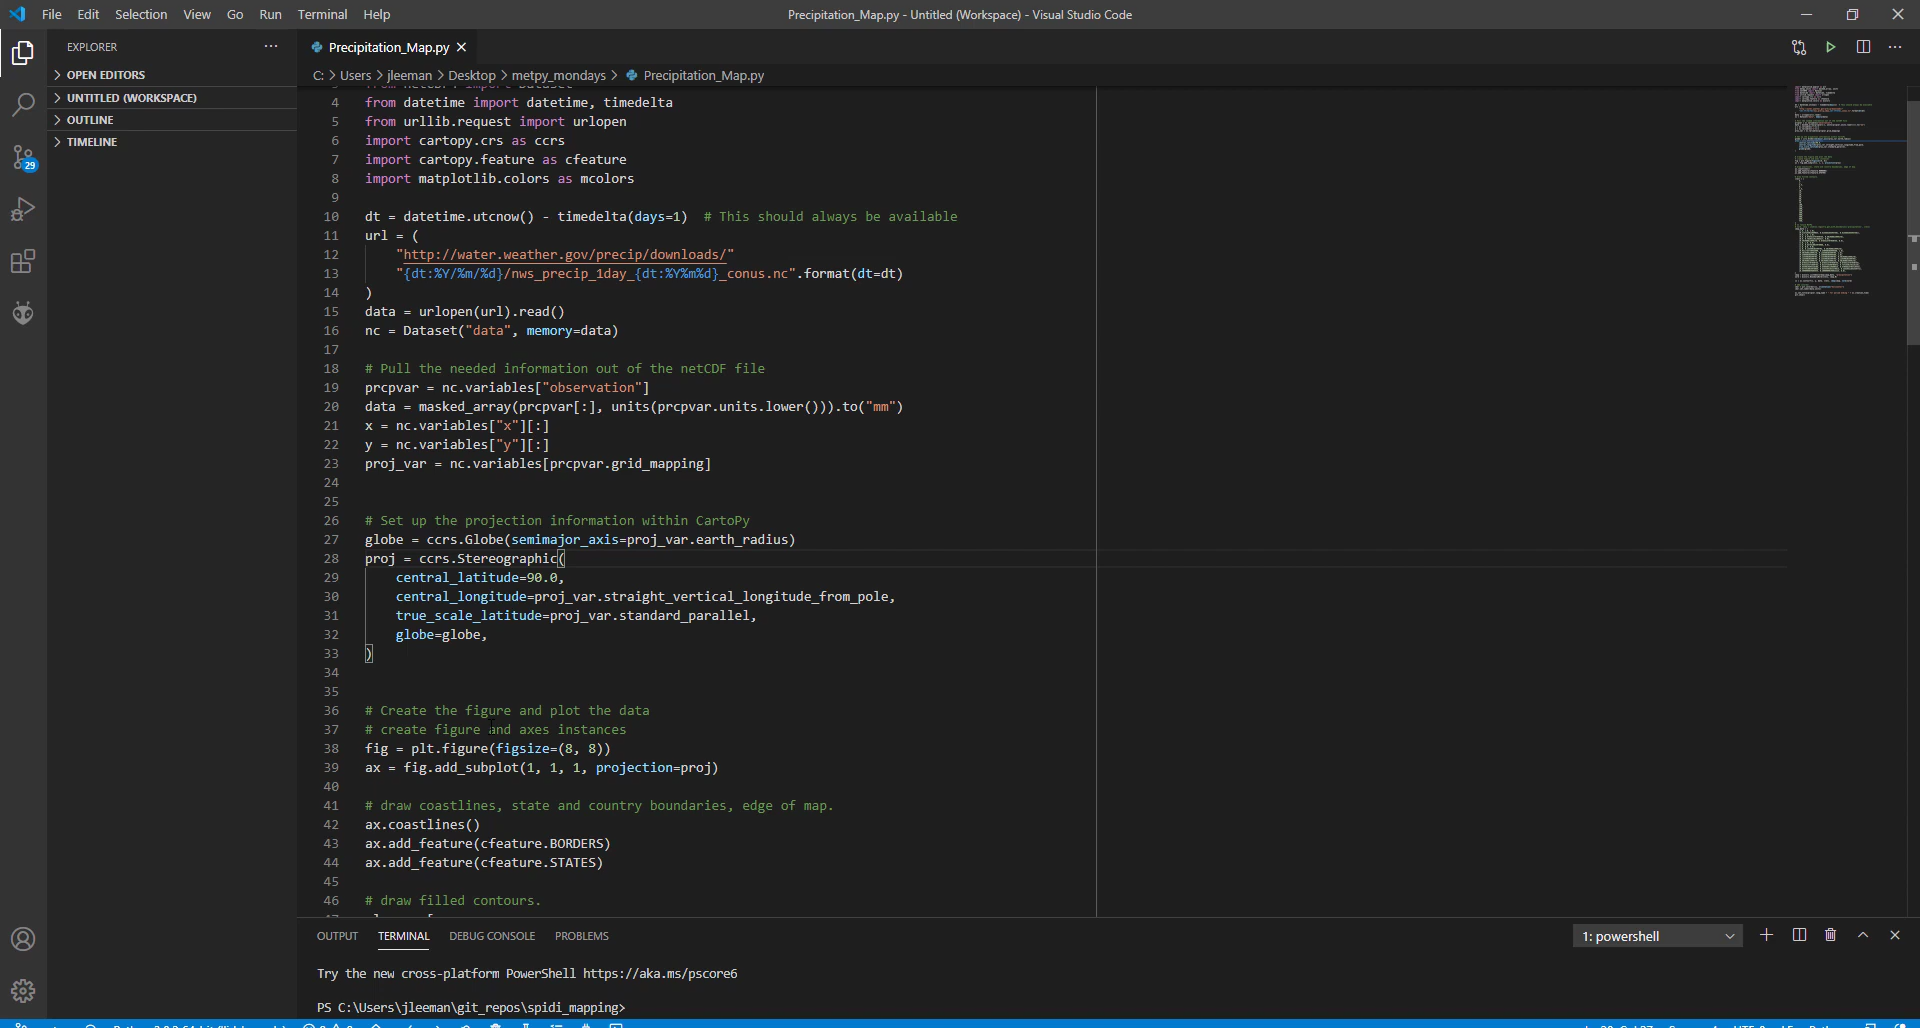 File Edit Selection View Go Run Terminal Help
Precipitation_Map.py - Untitled (Workspace) - Visual Studio Code
EXPLORER
Precipitation_Map.py
OPEN EDITORS
UNTITLED (WORKSPACE)
OUTLINE
TIMELINE
29
C: > Users > jleeman > Desktop > metpy_mondays > Precipitation_Map.py
4 from datetime import datetime, timedelta
5 from urllib.request import urlopen
6 import cartopy.crs as ccrs
7 import cartopy.feature as cfeature
8 import matplotlib.colors as mcolors
9
10 dt = datetime.utcnow() - timedelta(days=1)  # This should always be available
11 url = (
12     "http://water.weather.gov/precip/downloads/"
13     "{dt:%Y/%m/%d}/nws_precip_1day_{dt:%Y%m%d}_conus.nc".format(dt=dt)
14 )
15 data = urlopen(url).read()
16 nc = Dataset("data", memory=data)
17
18 # Pull the needed information out of the netCDF file
19 prcpvar = nc.variables["observation"]
20 data = masked_array(prcpvar[:], units(prcpvar.units.lower())).to("mm")
21 x = nc.variables["x"][:]
22 y = nc.variables["y"][:]
23 proj_var = nc.variables[prcpvar.grid_mapping]
24
25
26 # Set up the projection information within CartoPy
27 globe = ccrs.Globe(semimajor_axis=proj_var.earth_radius)
28 proj = ccrs.Stereographic(
29     central_latitude=90.0,
30     central_longitude=proj_var.straight_vertical_longitude_from_pole,
31     true_scale_latitude=proj_var.standard_parallel,
32     globe=globe,
33 )
34
35
36 # Create the figure and plot the data
37 # create figure and axes instances
38 fig = plt.figure(figsize=(8, 8))
39 ax = fig.add_subplot(1, 1, 1, projection=proj)
40
41 # draw coastlines, state and country boundaries, edge of map.
42 ax.coastlines()
43 ax.add_feature(cfeature.BORDERS)
44 ax.add_feature(cfeature.STATES)
45
46 # draw filled contours.
OUTPUT TERMINAL DEBUG CONSOLE PROBLEMS
1: powershell
Try the new cross-platform PowerShell https://aka.ms/pscore6
PS C:\Users\jleeman\git_repos\spidi_mapping>